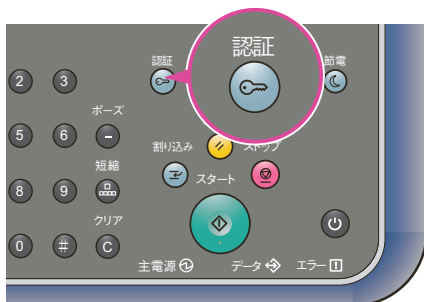 認証
認証
節電
2 3
ポーズ
5 6 -
割り込み ストップ
短縮
スタート
8 9
クリア
0 # C
主電源 データ エラー